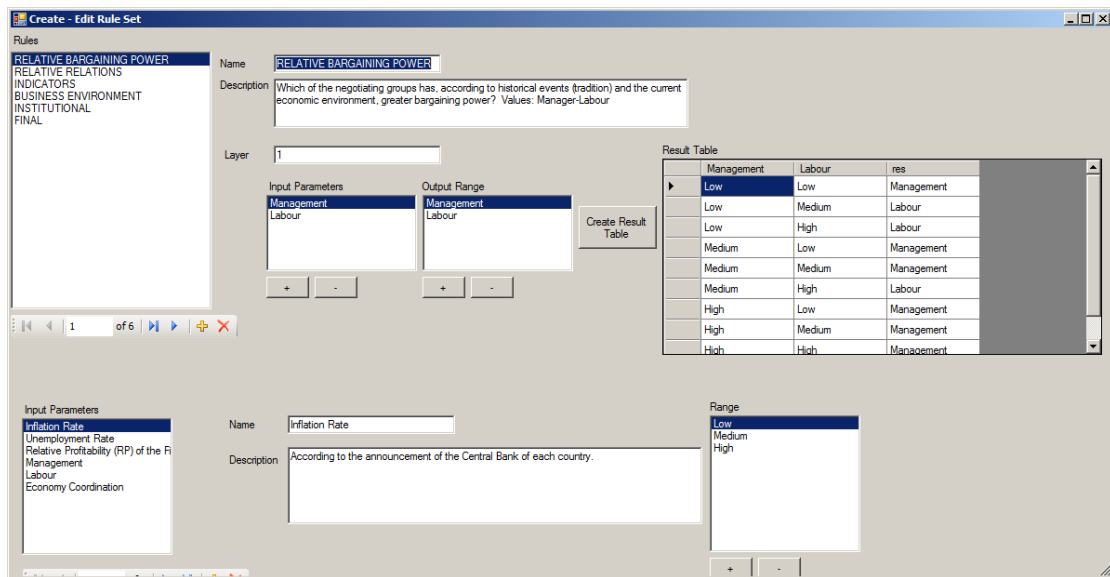 Create - Edit Rule Set
Rules
RELATIVE BARGAINING POWER
RELATIVE RELATIONS
INDICATORS
BUSINESS ENVIRONMENT
INSTITUTIONAL
FINAL
1 of 6
Name RELATIVE BARGAINING POWER
Description Which of the negotiating groups has, according to historical events (tradition) and the current
economic environment, greater bargaining power? Values: Manager-Labour
Layer 1
Input Parameters
Management
Labour
+ -
Output Range
Management
Labour
+ -
Create Result
Table
Result Table
Management Labour res
Low Low Management
Low Medium Labour
Low High Labour
Medium Low Management
Medium Medium Management
Medium High Labour
High Low Management
High Medium Management
High High Management
Input Parameters
Inflation Rate
Unemployment Rate
Relative Profitability (RP) of the Fi
Management
Labour
Economy Coordination
Name Inflation Rate
Description According to the announcement of the Central Bank of each country.
Range
Low
Medium
High
+ -